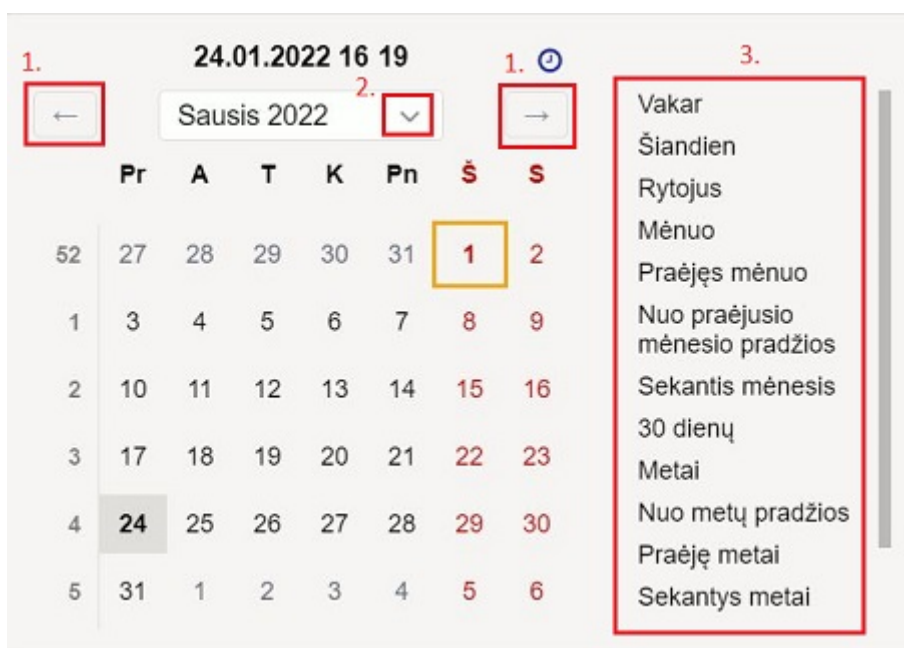 1. 24.01.2022 16 19 1. 3.
2.
← Sausis 2022 →
Pr A T K Pn Š S
52 27 28 29 30 31 1 2
1 3 4 5 6 7 8 9
2 10 11 12 13 14 15 16
3 17 18 19 20 21 22 23
4 24 25 26 27 28 29 30
5 31 1 2 3 4 5 6
Vakar
Šiandien
Rytojus
Mėnuo
Praėjęs mėnuo
Nuo praėjusio
mėnesio pradžios
Sekantis mėnesis
30 dienų
Metai
Nuo metų pradžios
Praėję metai
Sekantys metai